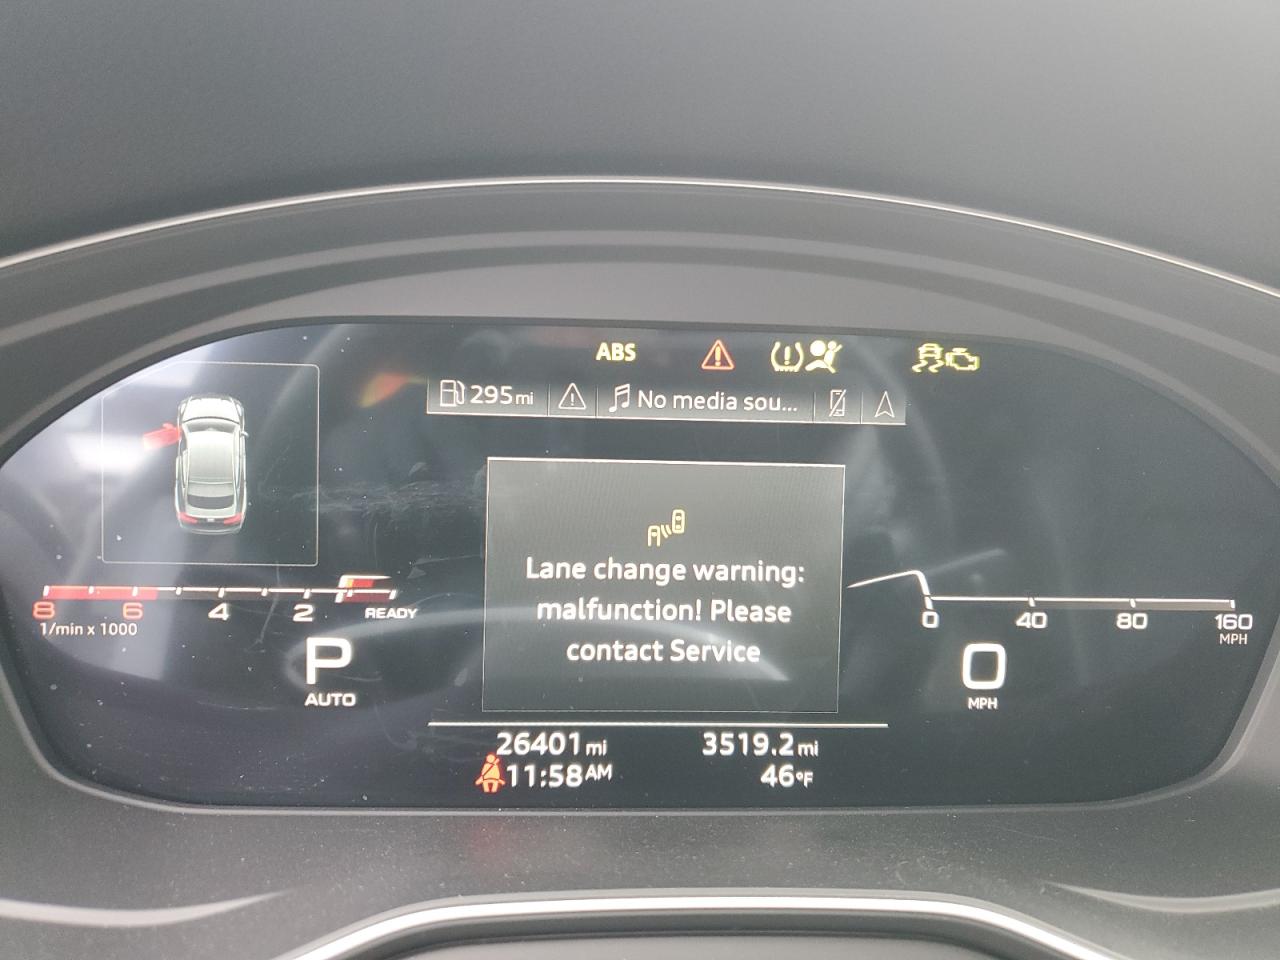 ABS
295 mi
No media sou...
Lane change warning:
malfunction! Please
contact Service
8 6 4 2 READY
1/min x 1000
P
AUTO
0 40 80 160
MPH
0
MPH
26401 mi 3519.2 mi
11:58 AM 46°F